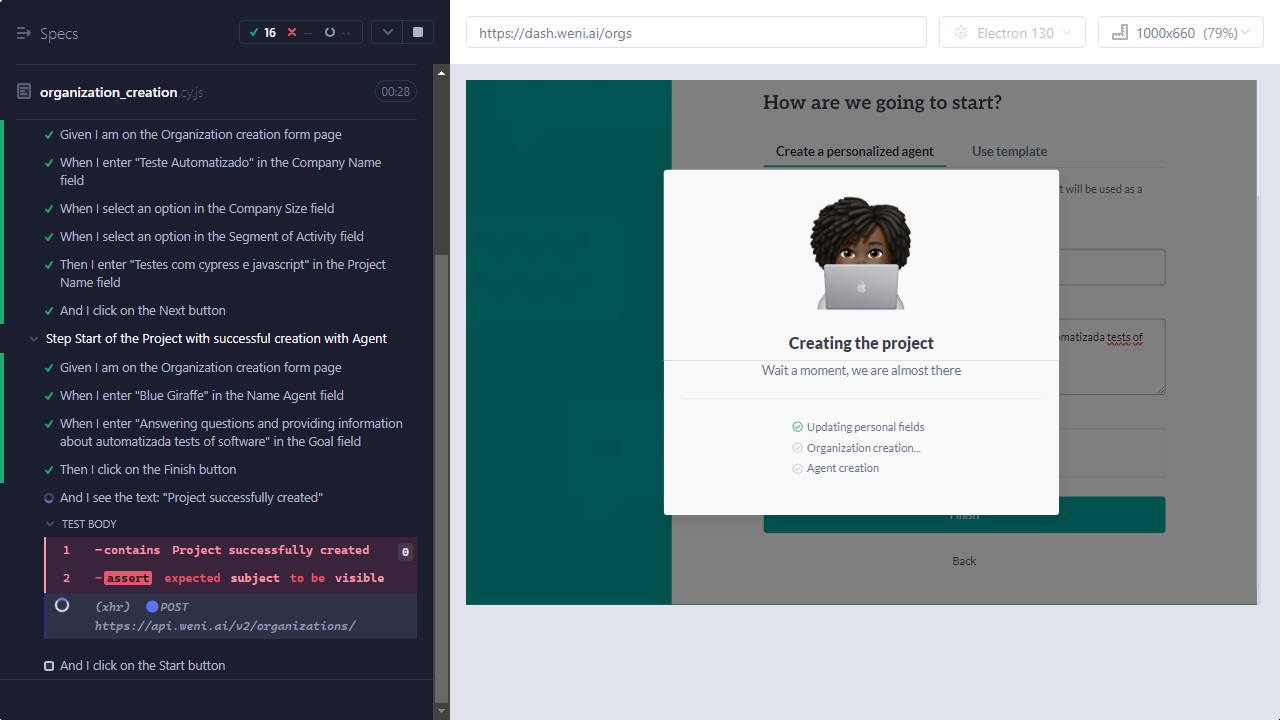 Specs
16
--
--
organization_creation.cy.js
00:28
Given I am on the Organization creation form page
When I enter "Teste Automatizado" in the Company Name
field
When I select an option in the Company Size field
When I select an option in the Segment of Activity field
Then I enter "Testes com cypress e javascript" in the Project
Name field
And I click on the Next button
Step Start of the Project with successful creation with Agent
Given I am on the Organization creation form page
When I enter "Blue Giraffe" in the Name Agent field
When I enter "Answering questions and providing information
about automatizada tests of software" in the Goal field
Then I click on the Finish button
And I see the text: "Project successfully created"
TEST BODY
1 -contains Project successfully created 0
2 -assert expected subject to be visible
(xhr) POST
https://api.weni.ai/v2/organizations/
And I click on the Start button
https://dash.weni.ai/orgs
Electron 130
1000x660 (79%)
How are we going to start?
Create a personalized agent
Use template
t will be used as a
matizada tests of
Creating the project
Wait a moment, we are almost there
Updating personal fields
Organization creation...
Agent creation
Finish
Back